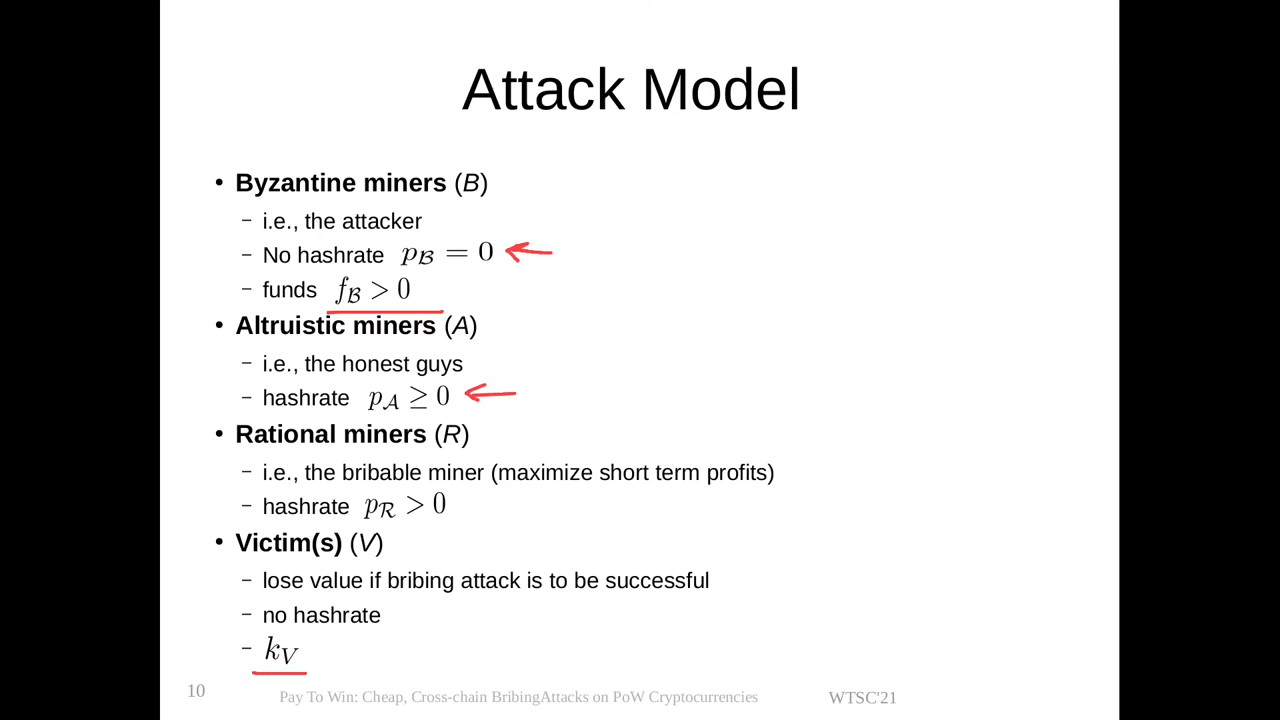 Attack Model
• Byzantine miners (B)
– i.e., the attacker
– No hashrate p_ℬ = 0
– funds f_ℬ > 0
• Altruistic miners (A)
– i.e., the honest guys
– hashrate p_𝒜 ≥ 0
• Rational miners (R)
– i.e., the bribable miner (maximize short term profits)
– hashrate p_ℛ > 0
• Victim(s) (V)
– lose value if bribing attack is to be successful
– no hashrate
– k_V
10 Pay To Win: Cheap, Cross-chain BribingAttacks on PoW Cryptocurrencies WTSC'21